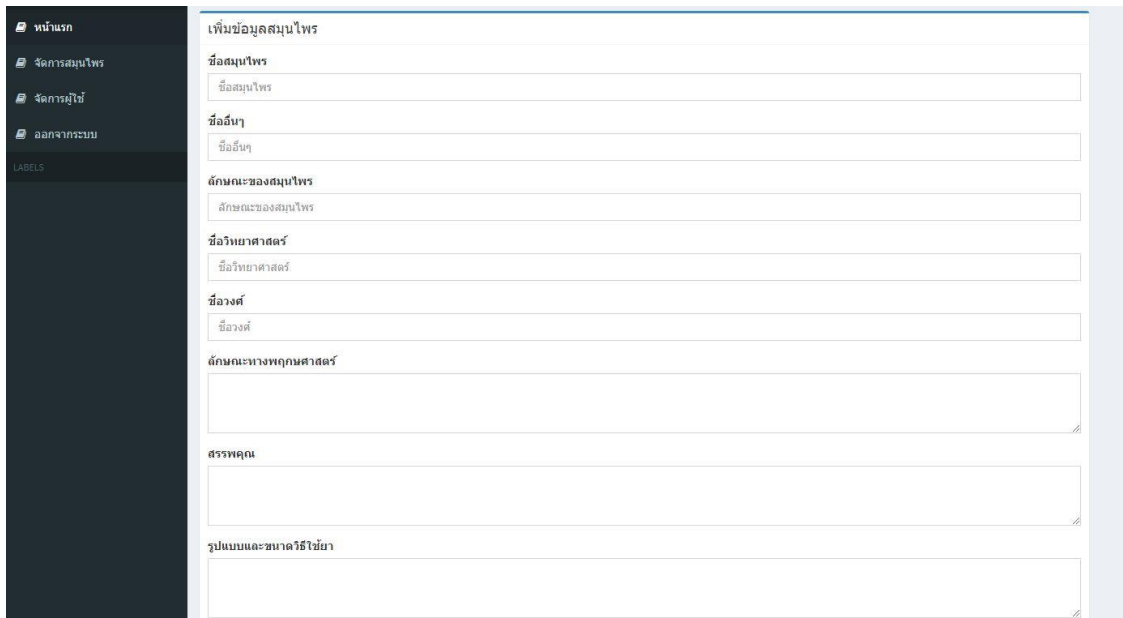 หน้าแรก
จัดการสมุนไพร
จัดการผู้ใช้
ออกจากระบบ
LABELS
เพิ่มข้อมูลสมุนไพร
ชื่อสมุนไพร
ชื่อสมุนไพร
ชื่ออื่นๆ
ชื่ออื่นๆ
ลักษณะของสมุนไพร
ลักษณะของสมุนไพร
ชื่อวิทยาศาสตร์
ชื่อวิทยาศาสตร์
ชื่อวงศ์
ชื่อวงศ์
ลักษณะทางพฤกษศาสตร์
สรรพคุณ
รูปแบบและขนาดวิธีใช้ยา